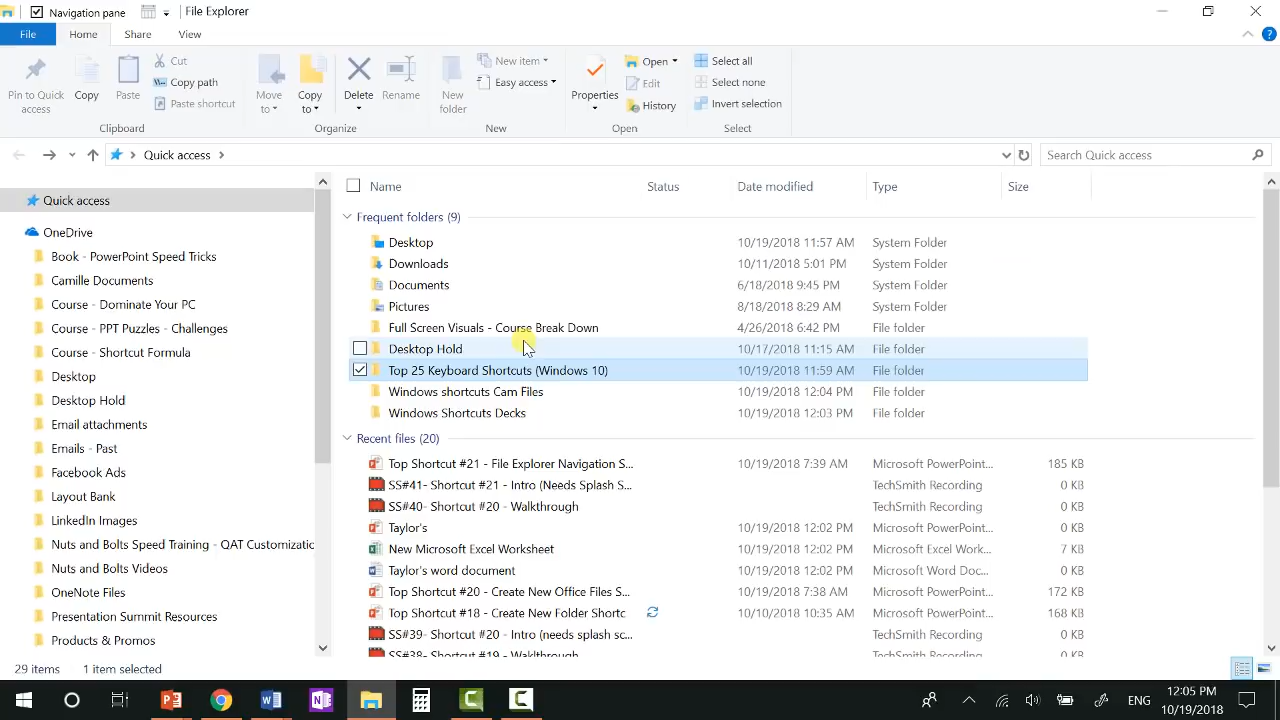 Navigation pane File Explorer
File Home Share View
Pin to Quick access
Copy
Paste
Cut
Copy path
Paste shortcut
Clipboard
Move to
Copy to
Delete
Rename
Organize
New folder
New item
Easy access
New
Properties
Open
Edit
History
Open
Select all
Select none
Invert selection
Select
Quick access
Search Quick access
Quick access
OneDrive
Book - PowerPoint Speed Tricks
Camille Documents
Course - Dominate Your PC
Course - PPT Puzzles - Challenges
Course - Shortcut Formula
Desktop
Desktop Hold
Email attachments
Emails - Past
Facebook Ads
Layout Bank
LinkedIn Images
Nuts and Bolts Speed Training - QAT Customizatio
Nuts and Bolts Videos
OneNote Files
Presentation Summit Resources
Products & Promos
Name Status Date modified Type Size
Frequent folders (9)
Desktop 10/19/2018 11:57 AM System Folder
Downloads 10/11/2018 5:01 PM System Folder
Documents 6/18/2018 9:45 PM System Folder
Pictures 8/18/2018 8:29 AM System Folder
Full Screen Visuals - Course Break Down 4/26/2018 6:42 PM File folder
Desktop Hold 10/17/2018 11:15 AM File folder
Top 25 Keyboard Shortcuts (Windows 10) 10/19/2018 11:59 AM File folder
Windows shortcuts Cam Files 10/19/2018 12:04 PM File folder
Windows Shortcuts Decks 10/19/2018 12:03 PM File folder
Recent files (20)
Top Shortcut #21 - File Explorer Navigation S... 10/19/2018 7:39 AM Microsoft PowerPoint... 185 KB
SS#41- Shortcut #21 - Intro (Needs Splash S... TechSmith Recording 0 KB
SS#40- Shortcut #20 - Walkthrough TechSmith Recording 0 KB
Taylor's 10/19/2018 12:02 PM Microsoft PowerPoint... 0 KB
New Microsoft Excel Worksheet 10/19/2018 12:02 PM Microsoft Excel Work... 7 KB
Taylor's word document 10/19/2018 12:02 PM Microsoft Word Doc... 0 KB
Top Shortcut #20 - Create New Office Files S... 10/19/2018 7:38 AM Microsoft PowerPoint... 172 KB
Top Shortcut #18 - Create New Folder Shortc 10/10/2018 10:35 AM Microsoft PowerPoint... 168 KB
SS#39- Shortcut #20 - Intro (needs splash sc... TechSmith Recording 0 KB
SS#38- Shortcut #19 - Walkthrough TechSmith Recording 0 KB
29 items 1 item selected
ENG
12:05 PM
10/19/2018